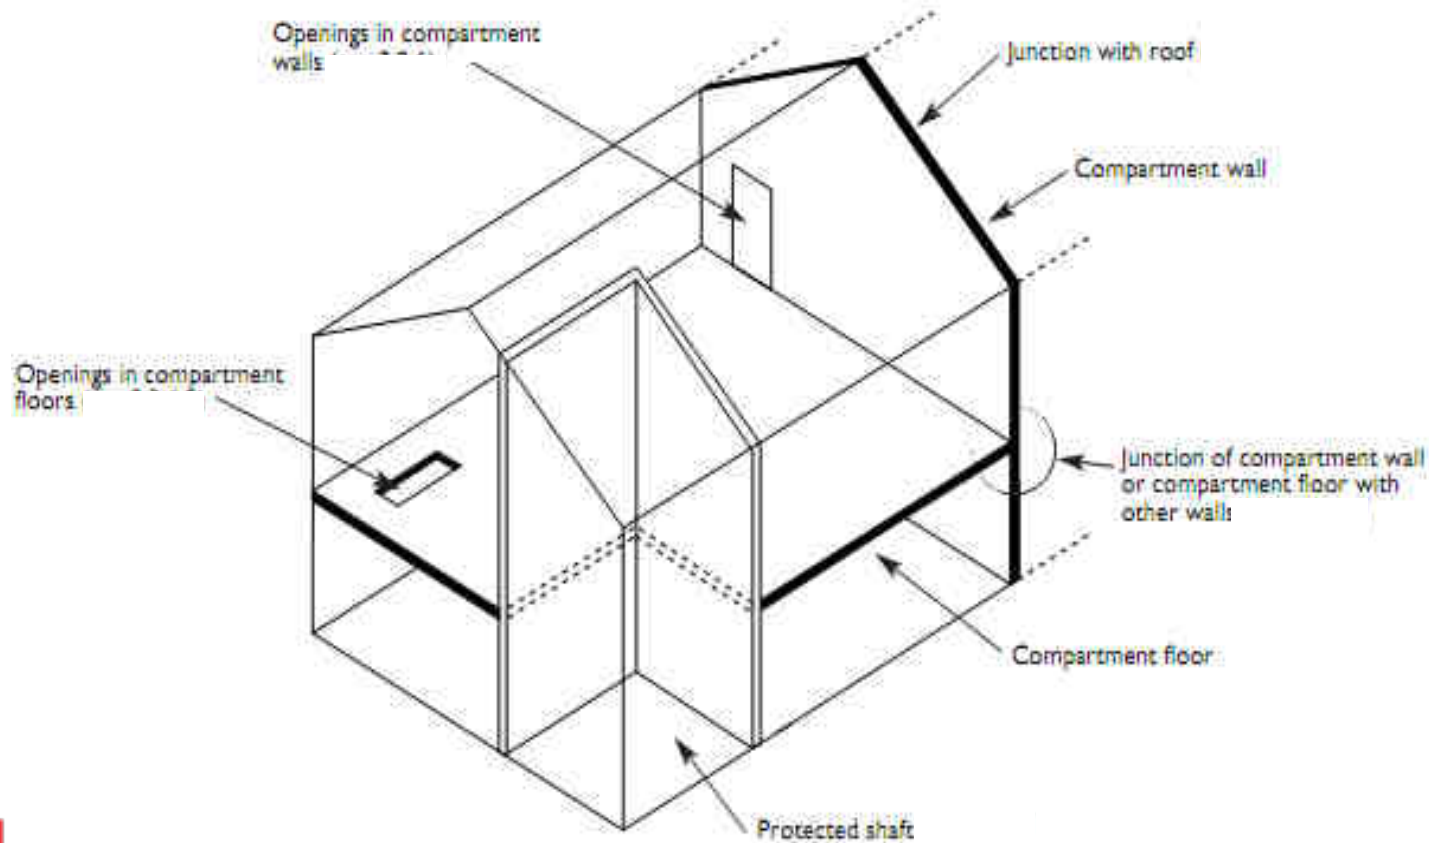 Openings in compartment
walls
Junction with roof
Compartment wall
Openings in compartment
floors
Junction of compartment wall
or compartment floor with
other walls
Compartment floor
Protected shaft